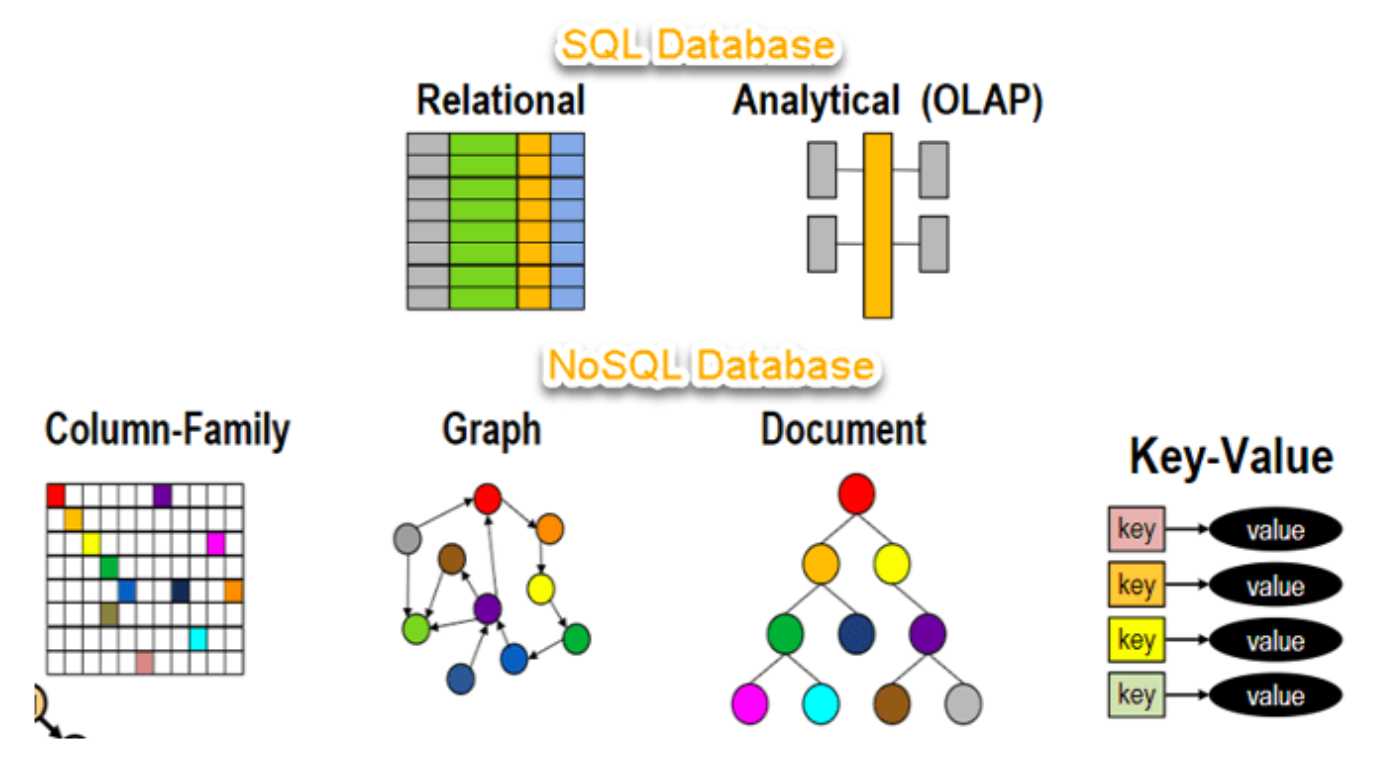 SQL Database
Relational
Analytical (OLAP)
NoSQL Database
Column-Family
Graph
Document
Key-Value
key
value
key
value
key
value
key
value